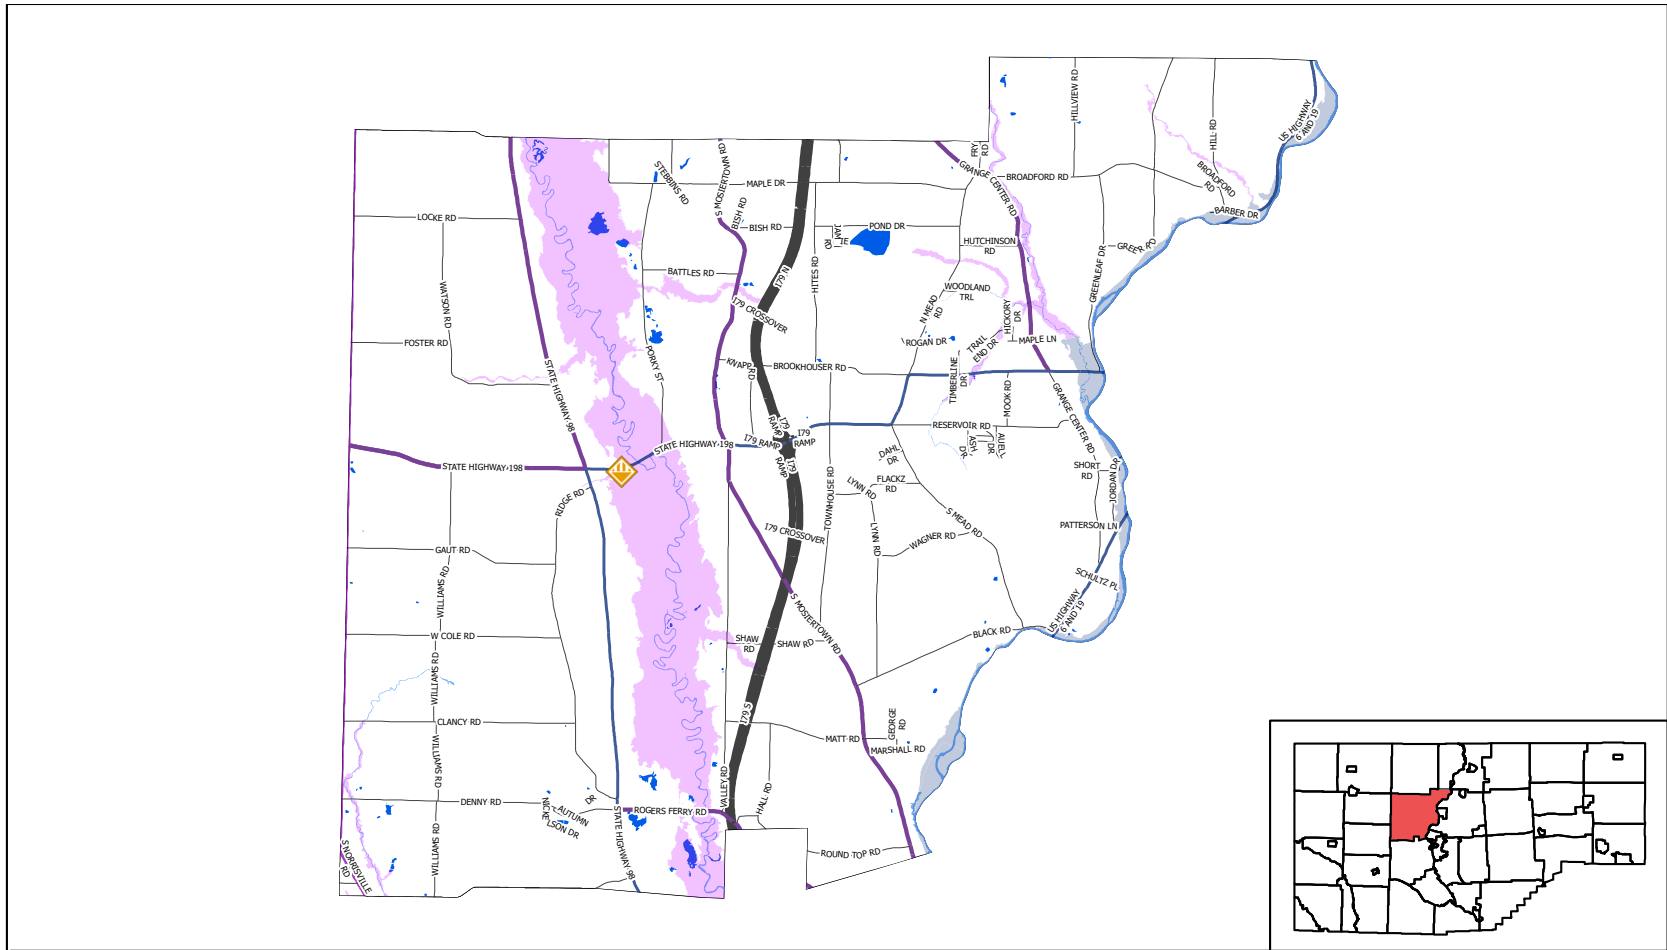 HILLVIEW RD
HILL RD
US HIGHWAY
6 AND 19
FRY
RD
GRANGE CENTER RD
BROADFORD RD
BROADFORD
RD
BARBER DR
STEBBINS RD
S MOSIERTOWN RD
MAPLE DR
BISH RD
BISH RD
LOCKE RD
JAMIE
RD
POND DR
HUTCHINSON
RD
GREER RD
GREENLEAF DR
BATTLES RD
I79 N
HITES RD
WATSON RD
WOODLAND
TRL
N MEAD
RD
HICKORY
DR
I79 CROSSOVER
FOSTER RD
PORKY ST
ROGAN DR
TRAIL
END DR
MAPLE LN
KNAPP RD
BROOKHOUSER RD
TIMBERLINE
DR
MOOK RD
STATE HIGHWAY 98
GRANGE CENTER RD
I79
RAMP
I79 RAMP
I79
RAMP
RESERVOIR RD
ASH
DR
AUEL
DR
STATE HIGHWAY 198
STATE HIGHWAY 198
I79
RAMP
DAHL
DR
SHORT
RD
JORDAN DR
RIDGE RD
TOWNHOUSE RD
LYNN RD
FLACKZ
RD
S MEAD RD
PATTERSON LN
I79 CROSSOVER
LYNN RD
WAGNER RD
GAUT RD
WILLIAMS RD
SCHULTZ PL
US HIGHWAY
6 AND 19
S MOSIERTOWN RD
W COLE RD
SHAW
RD
SHAW RD
BLACK RD
WILLIAMS RD
CLANCY RD
I79 S
GEORGE
RD
MATT RD
MARSHALL RD
WILLIAMS RD
VALLEY RD
HALL RD
DENNY RD
NICKELSON DR
AUTUMN
DR
ROGERS FERRY RD
STATE HIGHWAY 98
WILLIAMS RD
S NORRISVILLE
RD
ROUND TOP RD